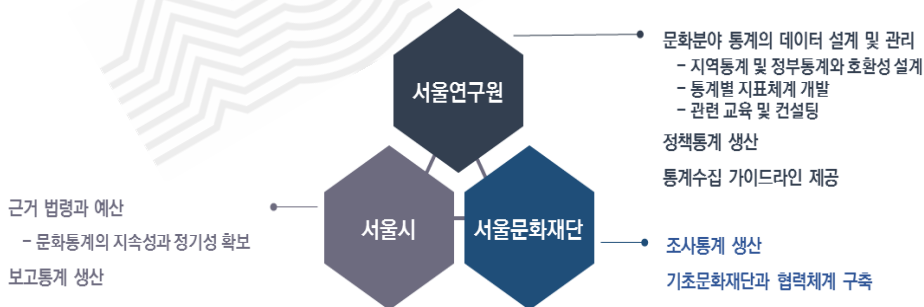 서울연구원
문화분야 통계의 데이터 설계 및 관리
– 지역통계 및 정부통계와 호환성 설계
– 통계별 지표체계 개발
– 관련 교육 및 컨설팅
정책통계 생산
통계수집 가이드라인 제공
서울시
근거 법령과 예산
– 문화통계의 지속성과 정기성 확보
보고통계 생산
서울문화재단
조사통계 생산
기초문화재단과 협력체계 구축